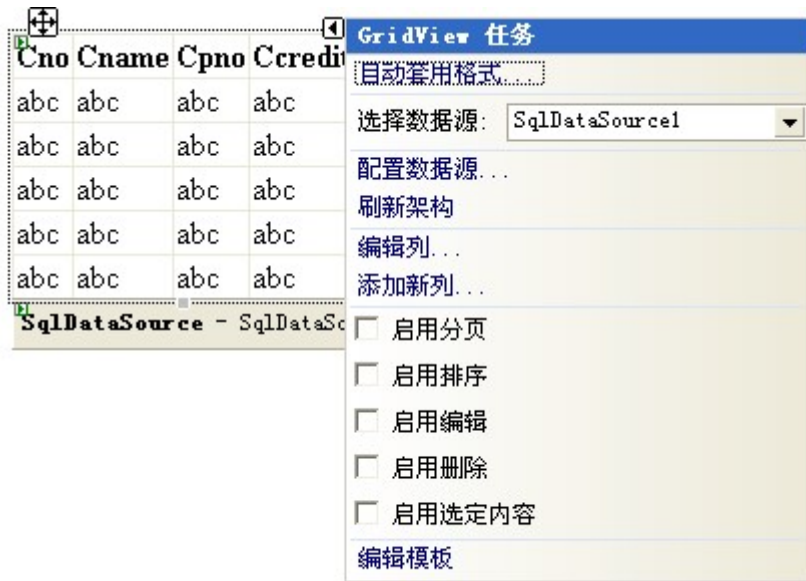 Cno Cname Cpno Ccredit
abc abc abc abc
abc abc abc abc
abc abc abc abc
abc abc abc abc
abc abc abc abc
SqlDataSource - SqlDataSo
GridView 任务
自动套用格式...
选择数据源: SqlDataSource1
配置数据源...
刷新架构
编辑列...
添加新列...
启用分页
启用排序
启用编辑
启用删除
启用选定内容
编辑模板